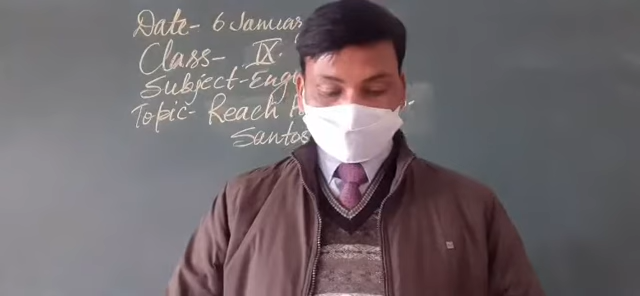 Date- 6 Januar
Class- IX.
Subject- Eng
Topic- Reach
Santos